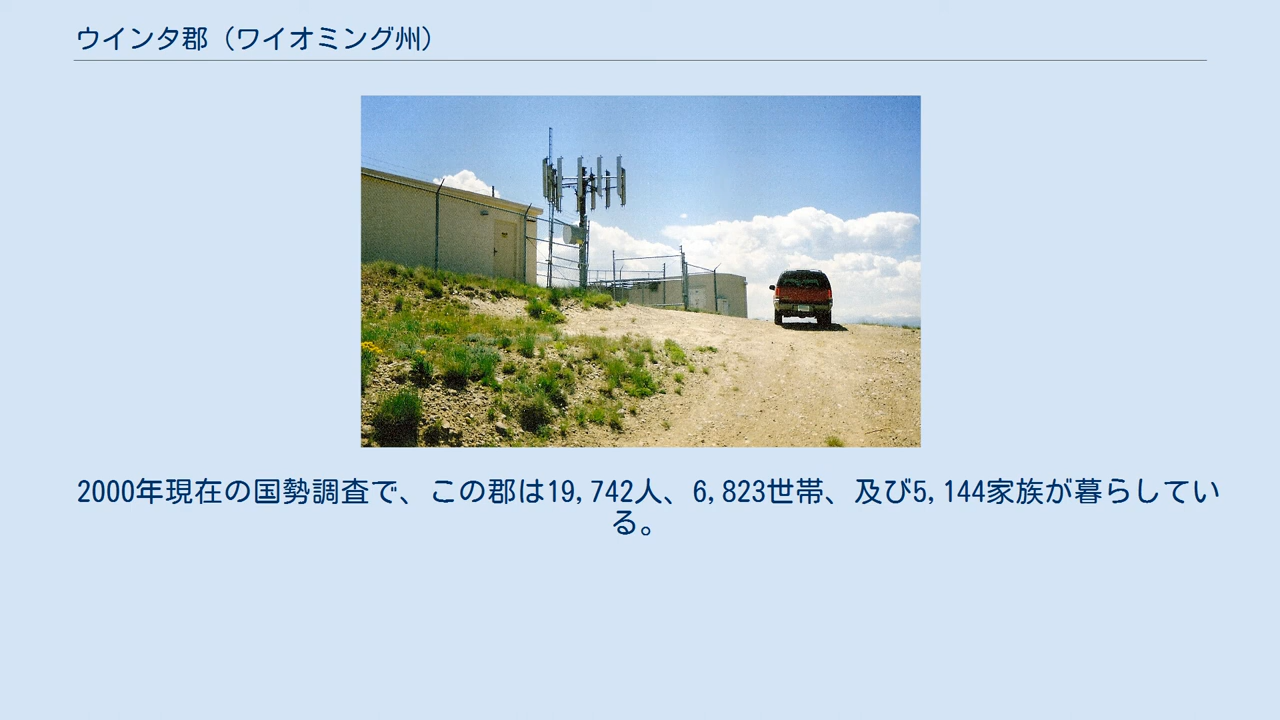 ウインタ郡（ワイオミング州）
2000年現在の国勢調査で、この郡は19,742人、6,823世帯、及び5,144家族が暮らしてい
る。